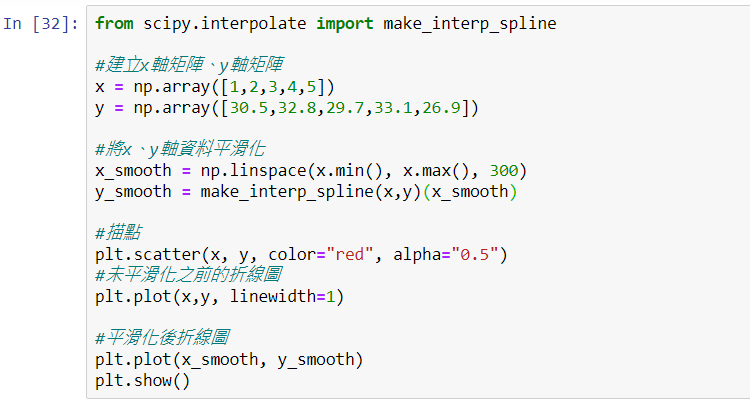 In [32]:
from scipy.interpolate import make_interp_spline
#建立x軸矩陣、y軸矩陣
x = np.array([1,2,3,4,5])
y = np.array([30.5,32.8,29.7,33.1,26.9])
#將x、y軸資料平滑化
x_smooth = np.linspace(x.min(), x.max(), 300)
y_smooth = make_interp_spline(x,y)(x_smooth)
#描點
plt.scatter(x, y, color="red", alpha="0.5")
#未平滑化之前的折線圖
plt.plot(x,y, linewidth=1)
#平滑化後折線圖
plt.plot(x_smooth, y_smooth)
plt.show()